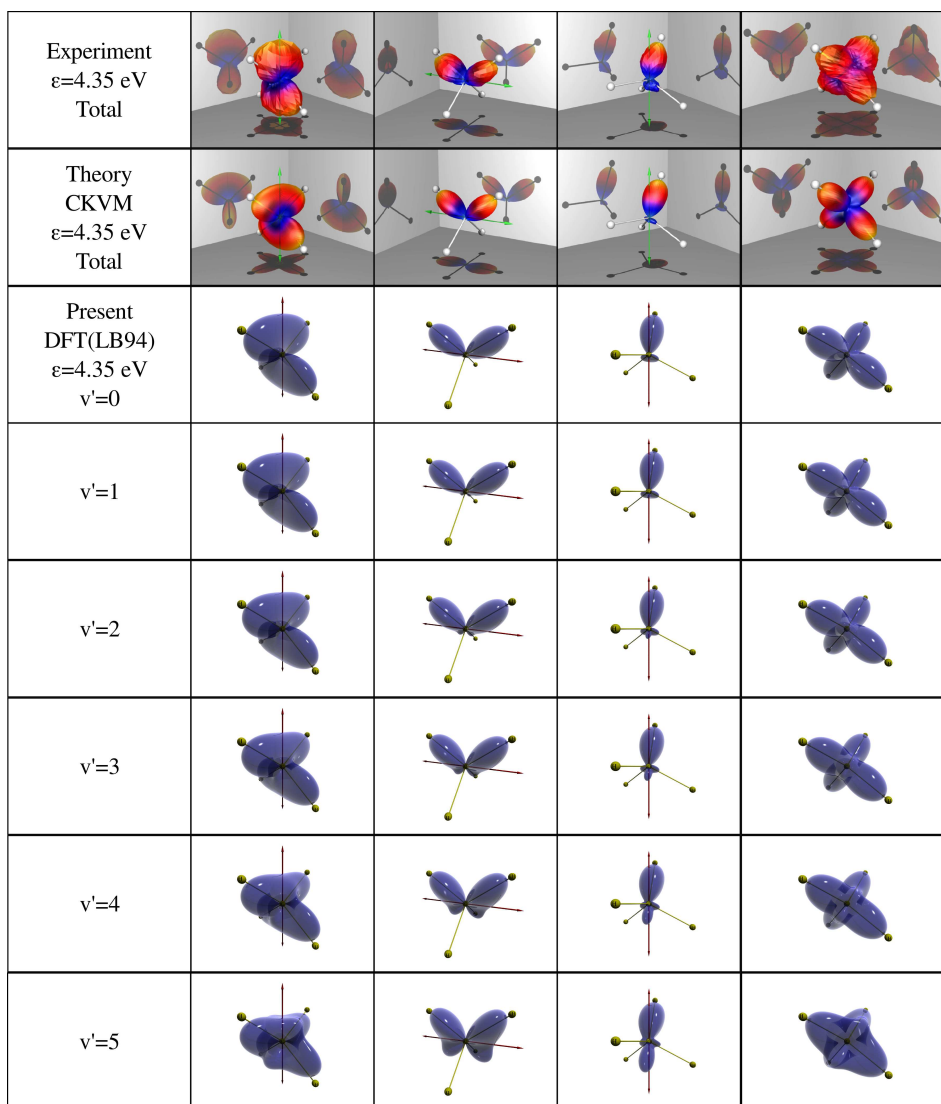 Experiment
ε=4.35 eV
Total
Theory
CKVM
ε=4.35 eV
Total
Present
DFT(LB94)
ε=4.35 eV
v'=0
v'=1
v'=2
v'=3
v'=4
v'=5